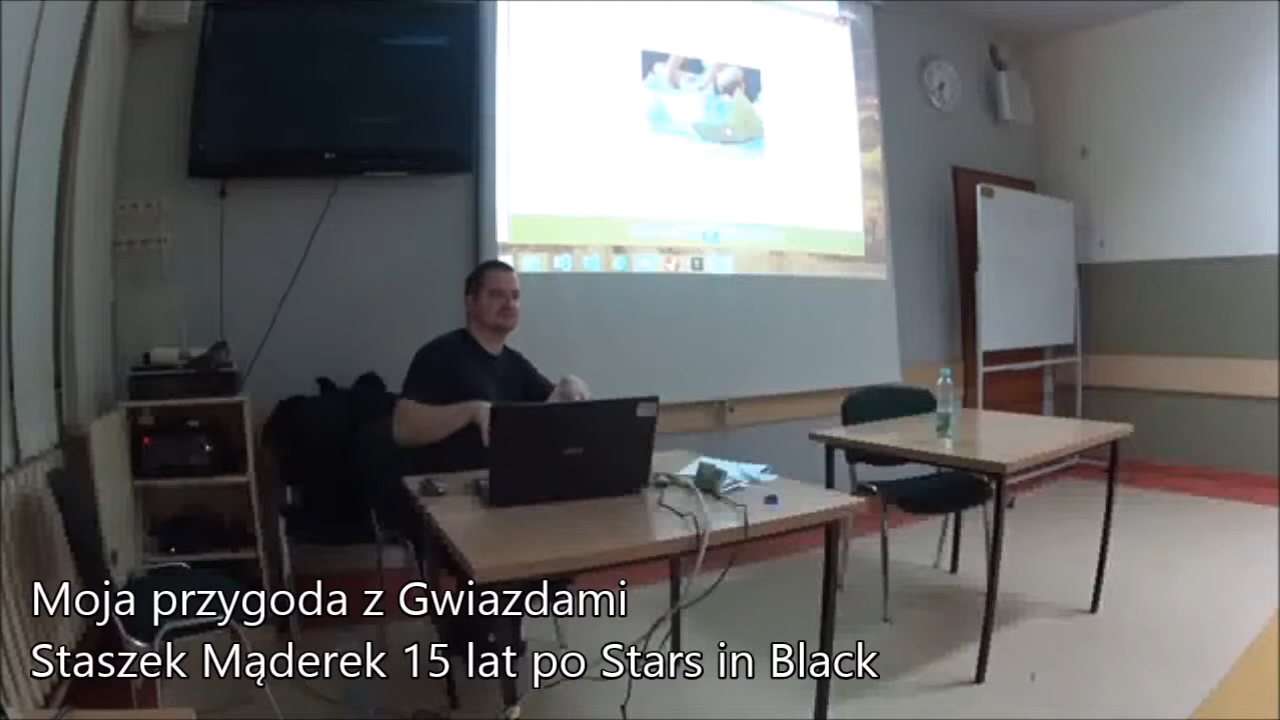 Moja przygoda z Gwiazdami
Staszek Mąderek 15 lat po Stars in Black